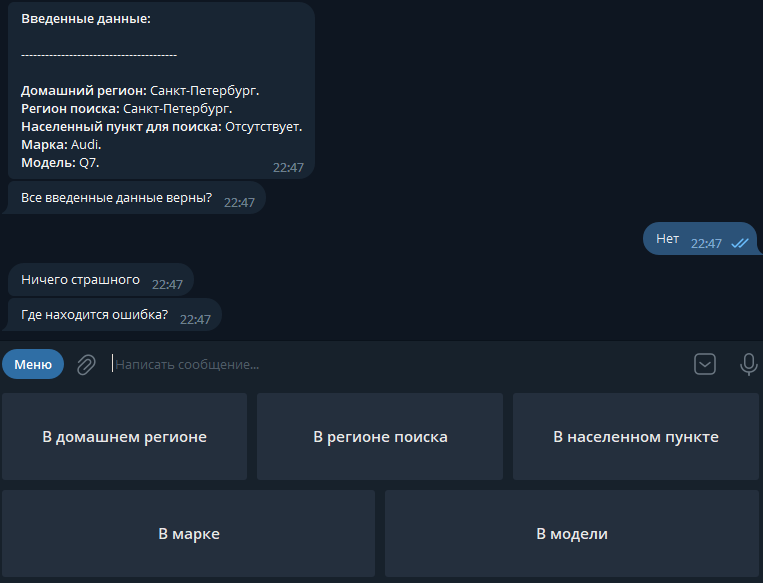 Введенные данные:
---------------------------------------
Домашний регион: Санкт-Петербург.
Регион поиска: Санкт-Петербург.
Населенный пункт для поиска: Отсутствует.
Марка: Audi.
Модель: Q7.
22:47
Все введенные данные верны? 22:47
Нет 22:47
Ничего страшного 22:47
Где находится ошибка? 22:47
Меню Написать сообщение...
В домашнем регионе В регионе поиска В населенном пункте
В марке В модели